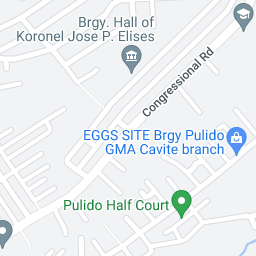 Brgy. Hall of
Koronel Jose P. Elises
Congressional Rd
EGGS SITE Brgy Pulido
GMA Cavite branch
Pulido Half Court